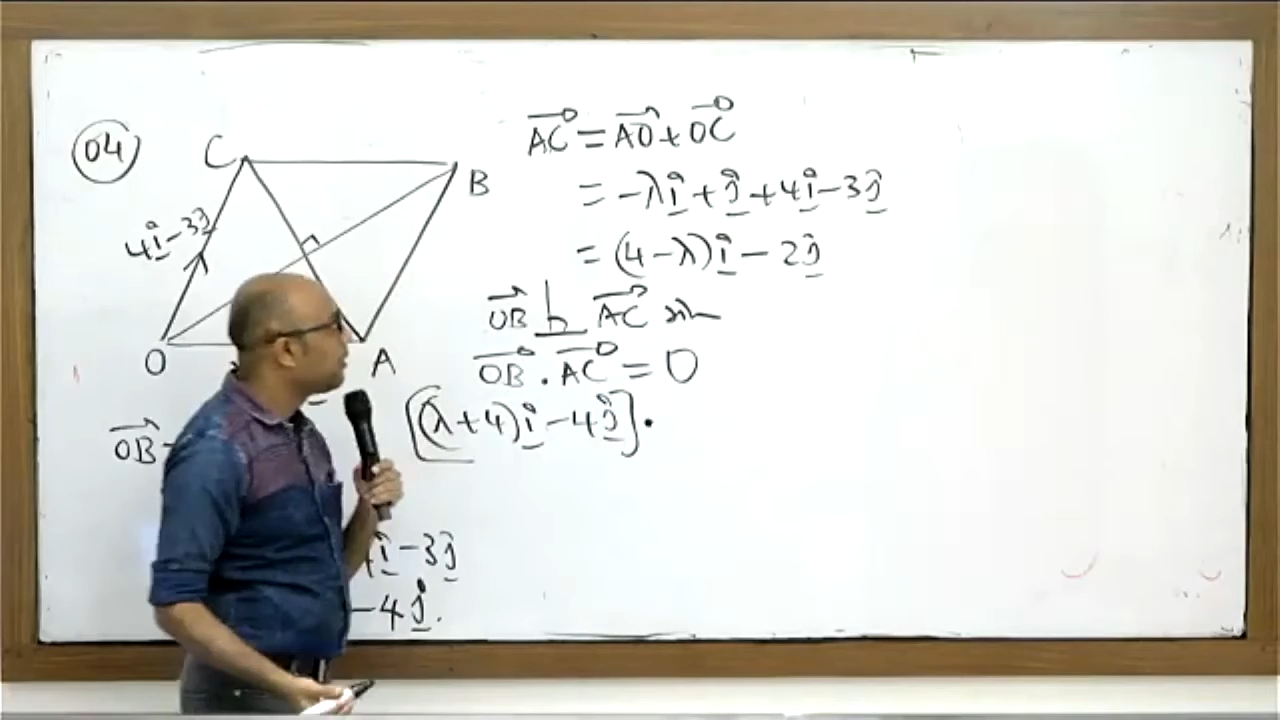 04
C
B
4i - 3j
O
A
OB
i - 3j
- 4j.
AC = AO + OC
= -λi + j + 4i - 3j
= (4 - λ)i - 2j
OB ⊥ AC
OB . AC = 0
[(λ + 4)i - 4j] .